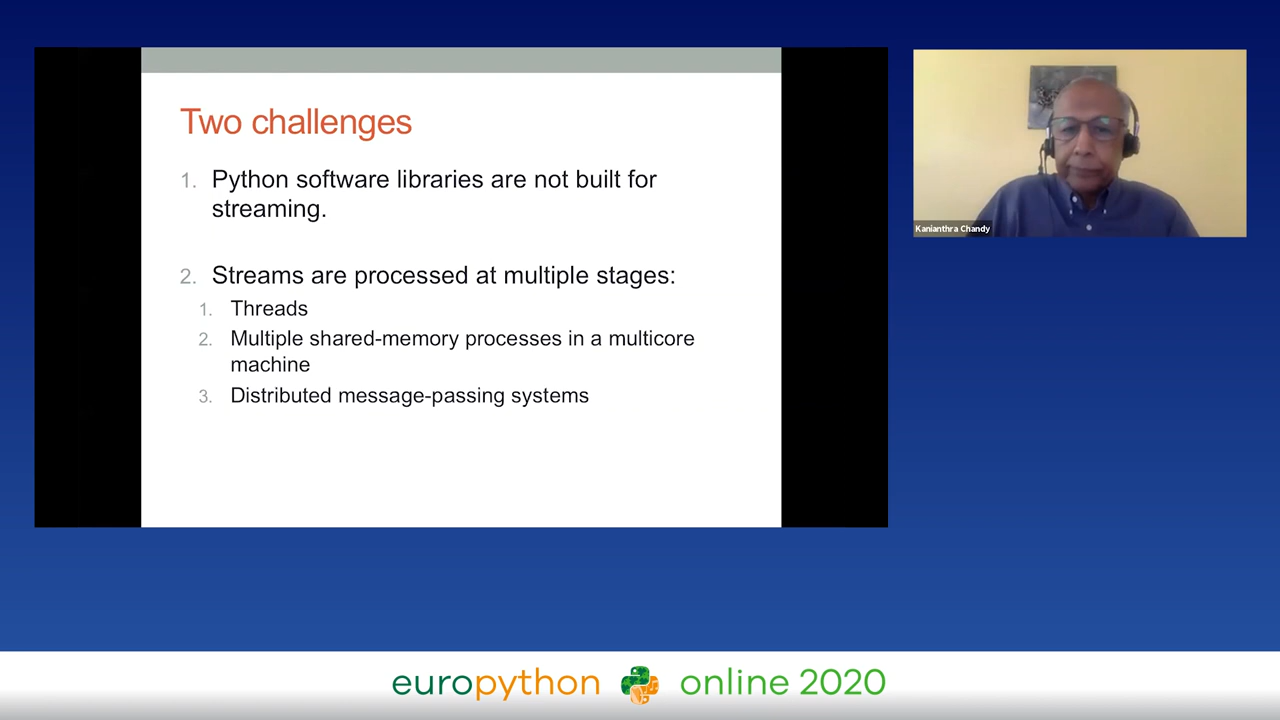 Two challenges
1. Python software libraries are not built for
streaming.
2. Streams are processed at multiple stages:
1. Threads
2. Multiple shared-memory processes in a multicore
machine
3. Distributed message-passing systems
Kanianthra Chandy
europython online 2020